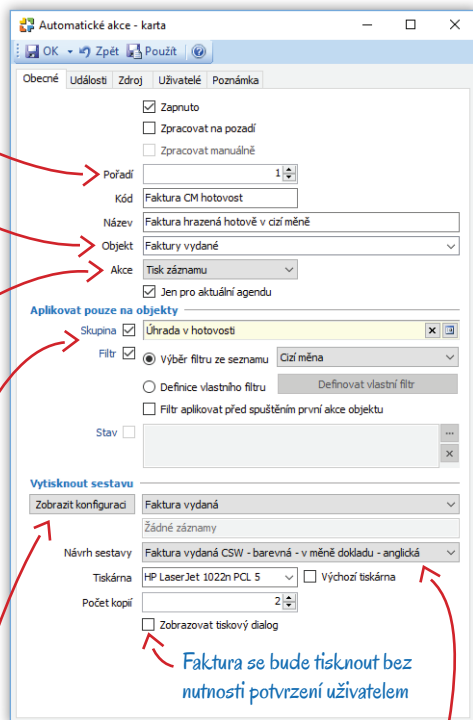 Automatické akce - karta
OK Zpět Použít
Obecné Události Zdroj Uživatelé Poznámka
Zapnuto
Zpracovat na pozadí
Zpracovat manuálně
Pořadí 1
Kód Faktura CM hotovost
Název Faktura hrazená hotově v cizí měně
Objekt Faktury vydané
Akce Tisk záznamu
Jen pro aktuální agendu
Aplikovat pouze na objekty
Skupina Úhrada v hotovosti
Filtr Výběr filtru ze seznamu Cizí měna
Definice vlastního filtru Definovat vlastní filtr
Filtr aplikovat před spuštěním první akce objektu
Stav ...
Vytisknout sestavu
Zobrazit konfiguraci Faktura vydaná
Žádné záznamy
Návrh sestavy Faktura vydaná CSW - barevná - v měně dokladu - anglická
Tiskárna HP LaserJet 1022n PCL 5 Výchozí tiskárna
Počet kopií 2
Zobrazovat tiskový dialog
Faktura se bude tisknout bez
nutnosti potvrzení uživatelem